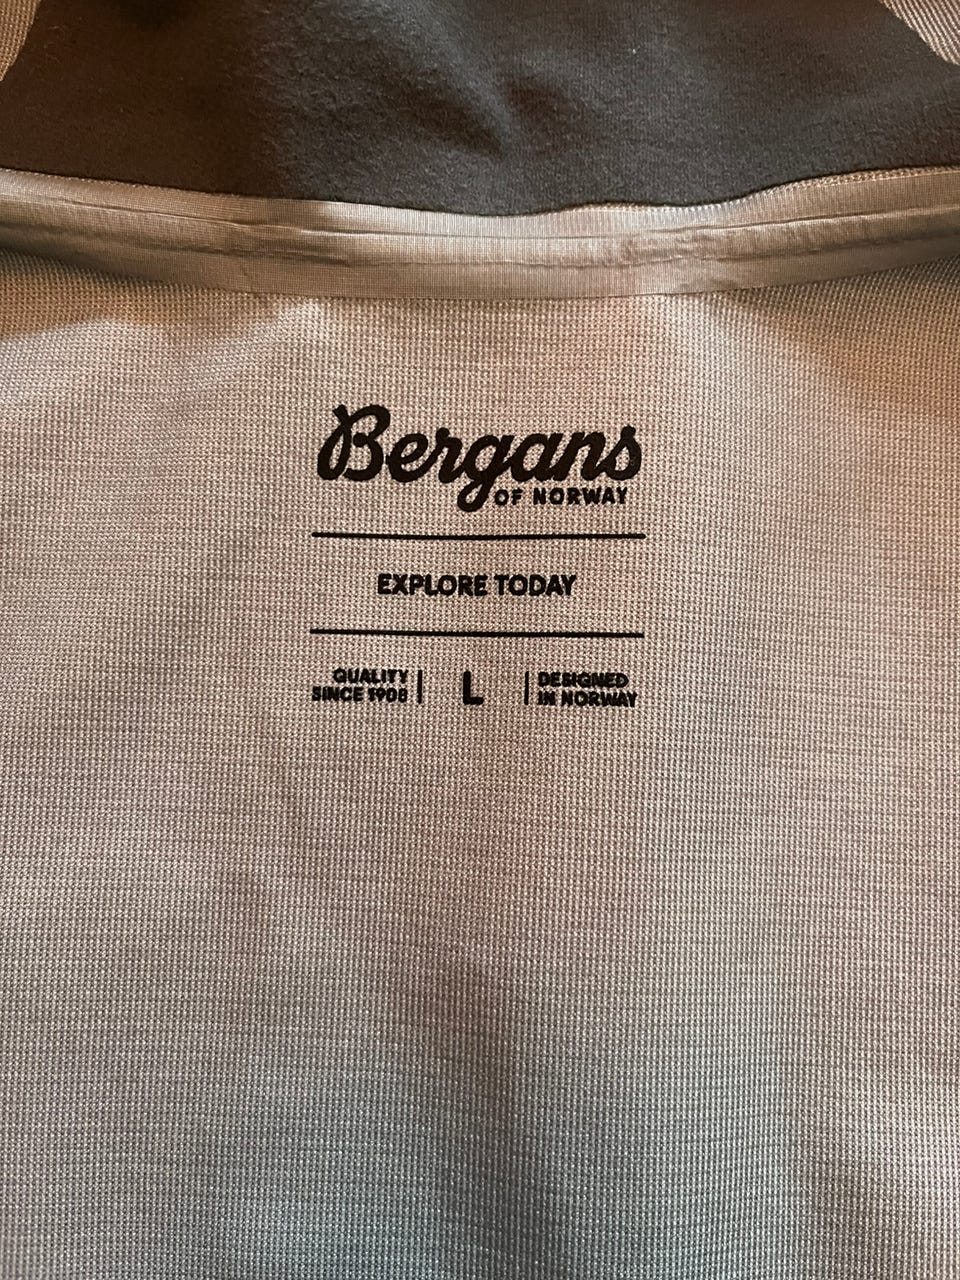 Bergans
OF NORWAY
EXPLORE TODAY
QUALITY
SINCE 1908
L
DESIGNED
IN NORWAY